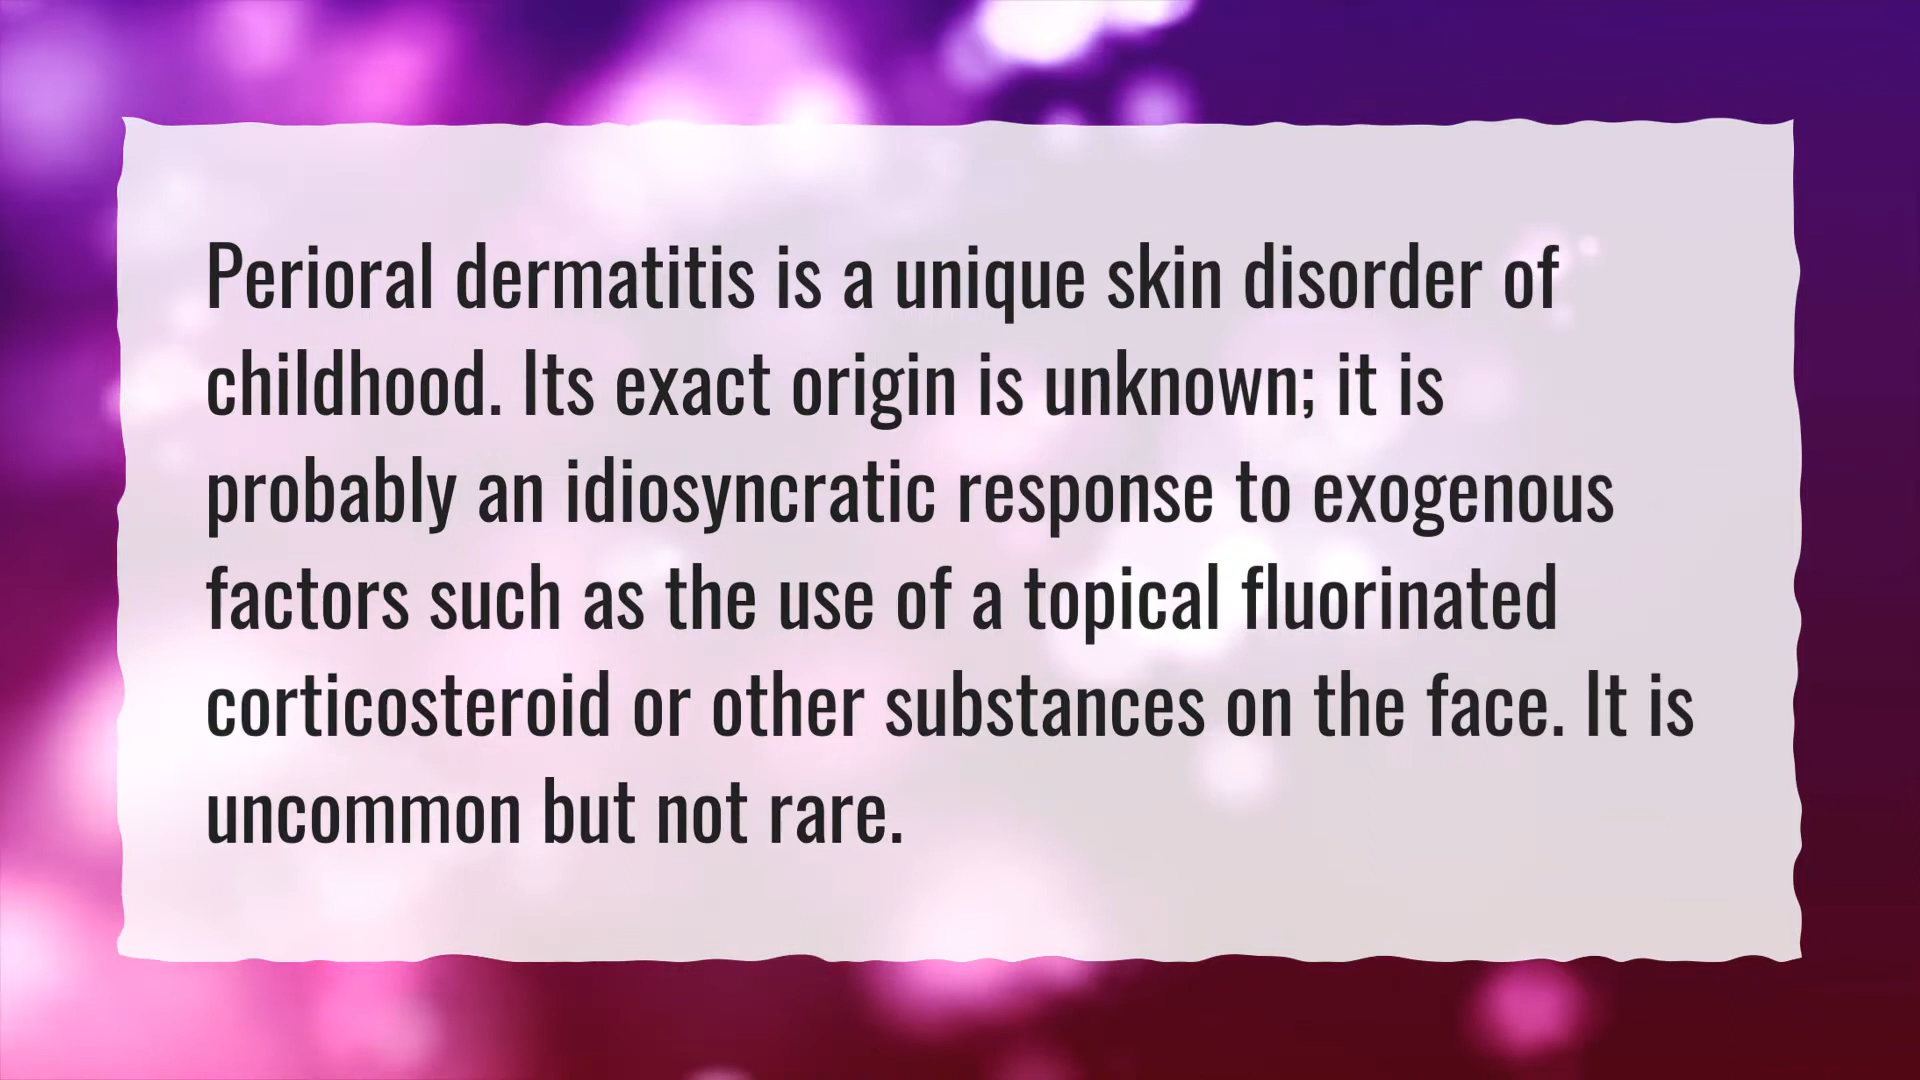 Perioral dermatitis is a unique skin disorder of
childhood. Its exact origin is unknown; it is
probably an idiosyncratic response to exogenous
factors such as the use of a topical fluorinated
corticosteroid or other substances on the face. It is
uncommon but not rare.